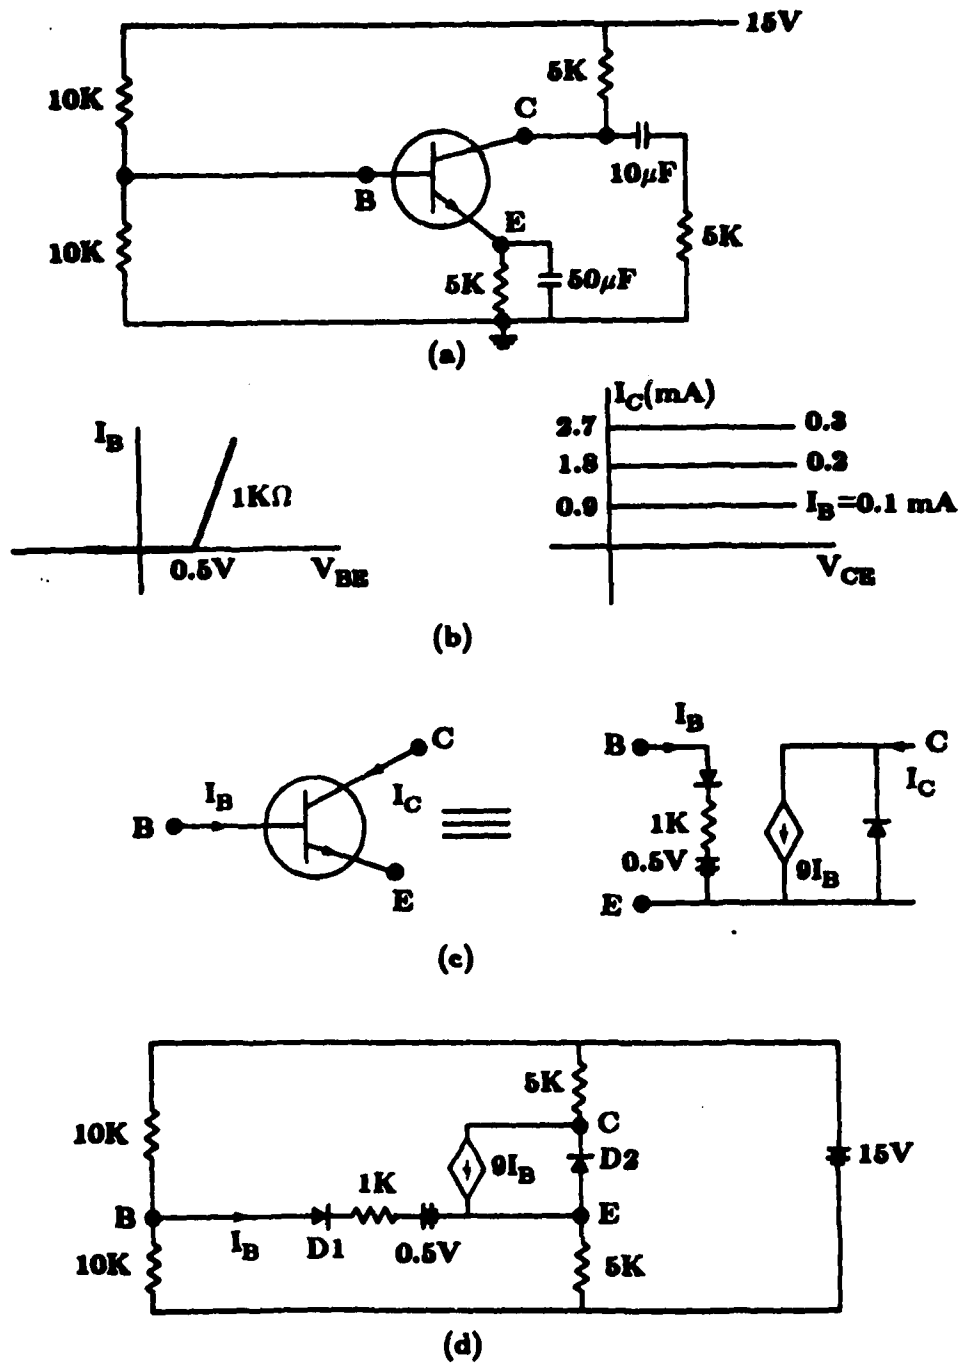 15V
5K
10K
C
10μF
B
E
5K
10K
5K
50μF
(a)
I_B
1KΩ
0.5V
V_BE
I_C(mA)
2.7
0.3
1.8
0.2
0.9
I_B=0.1 mA
V_CE
(b)
C
I_B
I_C
B
E
I_B
B
C
I_C
1K
0.5V
9I_B
E
(c)
5K
C
10K
9I_B
D2
15V
1K
B
E
I_B
D1
0.5V
10K
5K
(d)